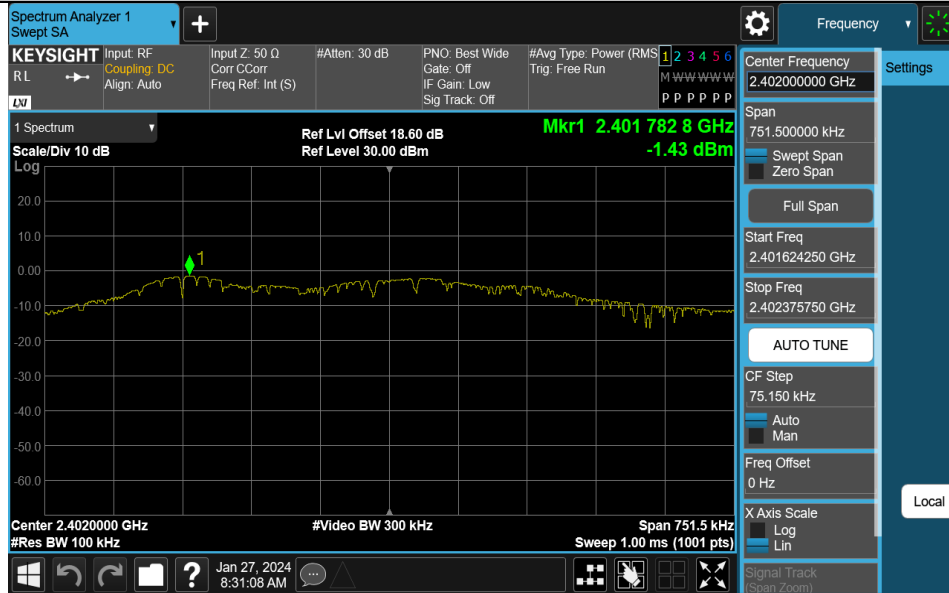 Spectrum Analyzer 1
Swept SA
+
Frequency
KEYSIGHT
RL
LXI
Input: RF
Coupling: DC
Align: Auto
Input Z: 50 Ω
Corr CCorr
Freq Ref: Int (S)
#Atten: 30 dB
PNO: Best Wide
Gate: Off
IF Gain: Low
Sig Track: Off
#Avg Type: Power (RMS
Trig: Free Run
1 2 3 4 5 6
M W W W W W
P P P P P P
1 Spectrum
Scale/Div 10 dB
Log
Ref Lvl Offset 18.60 dB
Ref Level 30.00 dBm
Mkr1 2.401 782 8 GHz
-1.43 dBm
20.0
10.0
0.00
-10.0
-20.0
-30.0
-40.0
-50.0
-60.0
1
Center 2.4020000 GHz
#Res BW 100 kHz
#Video BW 300 kHz
Span 751.5 kHz
Sweep 1.00 ms (1001 pts)
?
Jan 27, 2024
8:31:08 AM
Center Frequency
2.402000000 GHz
Span
751.500000 kHz
Swept Span
Zero Span
Full Span
Start Freq
2.401624250 GHz
Stop Freq
2.402375750 GHz
AUTO TUNE
CF Step
75.150 kHz
Auto
Man
Freq Offset
0 Hz
X Axis Scale
Log
Lin
Signal Track
(Span Zoom)
Settings
Local